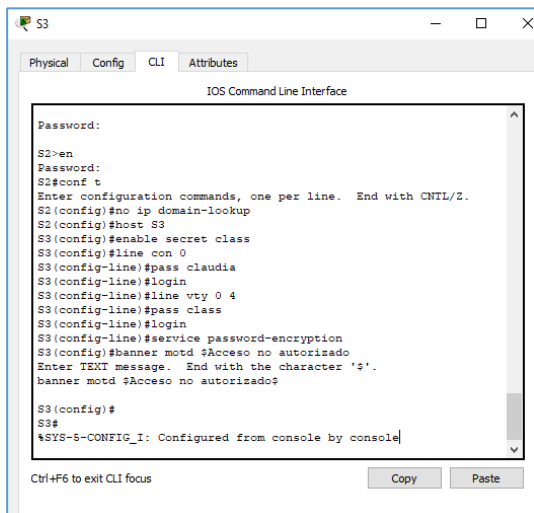 S3
Physical Config CLI Attributes
IOS Command Line Interface
Password:
S2>en
Password:
S2#conf t
Enter configuration commands, one per line.  End with CNTL/Z.
S2(config)#no ip domain-lookup
S2(config)#host S3
S3(config)#enable secret class
S3(config)#line con 0
S3(config-line)#pass claudia
S3(config-line)#login
S3(config-line)#line vty 0 4
S3(config-line)#pass class
S3(config-line)#login
S3(config-line)#service password-encryption
S3(config)#banner motd $Acceso no autorizado
Enter TEXT message.  End with the character '$'.
banner motd $Acceso no autorizado$
S3(config)#
S3#
%SYS-5-CONFIG_I: Configured from console by console
Ctrl+F6 to exit CLI focus
Copy Paste